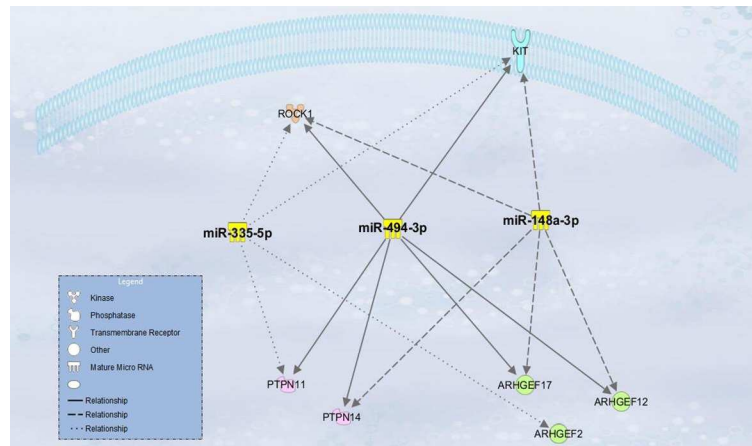 KIT
ROCK1
miR-335-5p
miR-494-3p
miR-148a-3p
Legend
Kinase
Phosphatase
Transmembrane Receptor
Other
Mature Micro RNA
Relationship
Relationship
Relationship
PTPN11
PTPN14
ARHGEF17
ARHGEF12
ARHGEF2